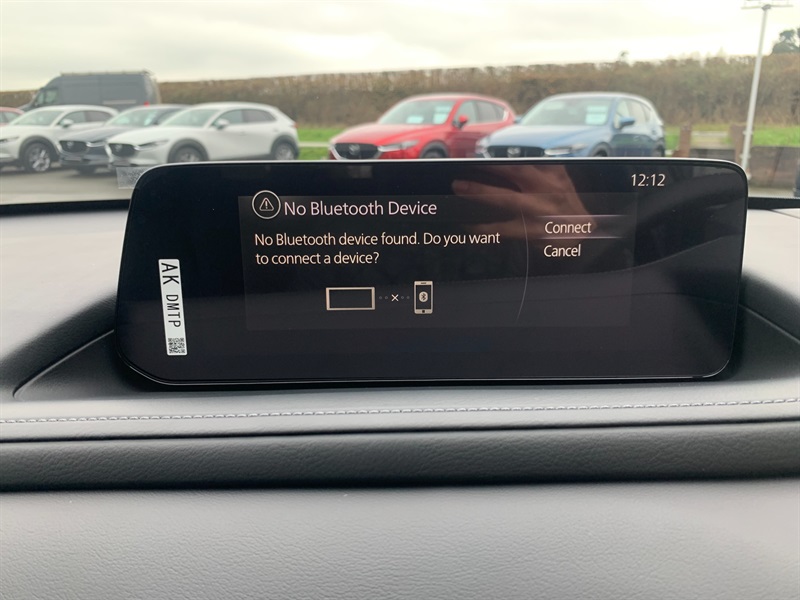 12:12
No Bluetooth Device
No Bluetooth device found. Do you want
to connect a device?
Connect
Cancel
AK DMTP